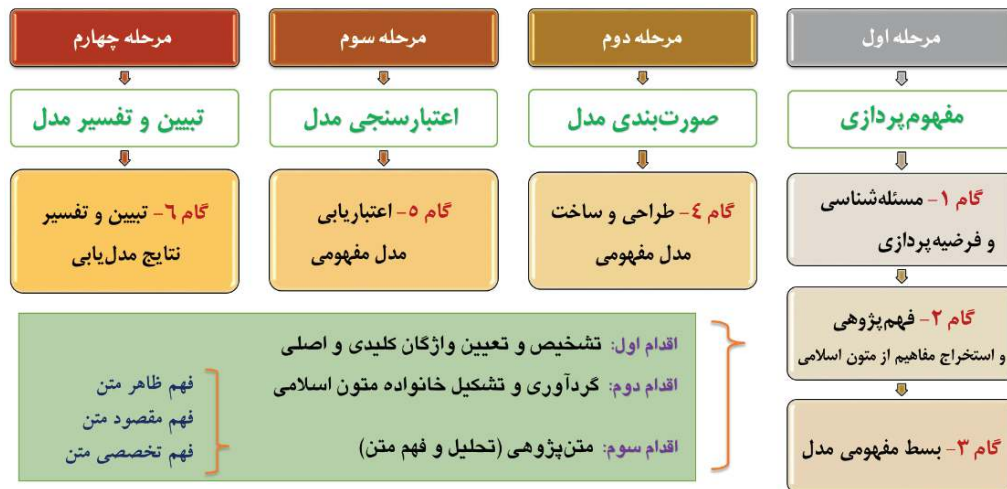 مرحله اول
مرحله دوم
مرحله سوم
مرحله چهارم
مفهوم‌پردازی
صورت‌بندی مدل
اعتبارسنجی مدل
تبیین و تفسیر مدل
گام ۱- مسئله‌شناسی
و فرضیه‌پردازی
گام ٤- طراحی و ساخت
مدل مفهومی
گام ٥- اعتباریابی
مدل مفهومی
گام ٦- تبیین و تفسیر
نتایج مدل‌یابی
گام ۲- فهم‌پژوهی
و استخراج مفاهیم از متون اسلامی
گام ۳- بسط مفهومی مدل
اقدام اول: تشخیص و تعیین واژگان کلیدی و اصلی
اقدام دوم: گردآوری و تشکیل خانواده متون اسلامی
اقدام سوم: متن‌پژوهی (تحلیل و فهم متن)
فهم ظاهر متن
فهم مقصود متن
فهم تخصصی متن